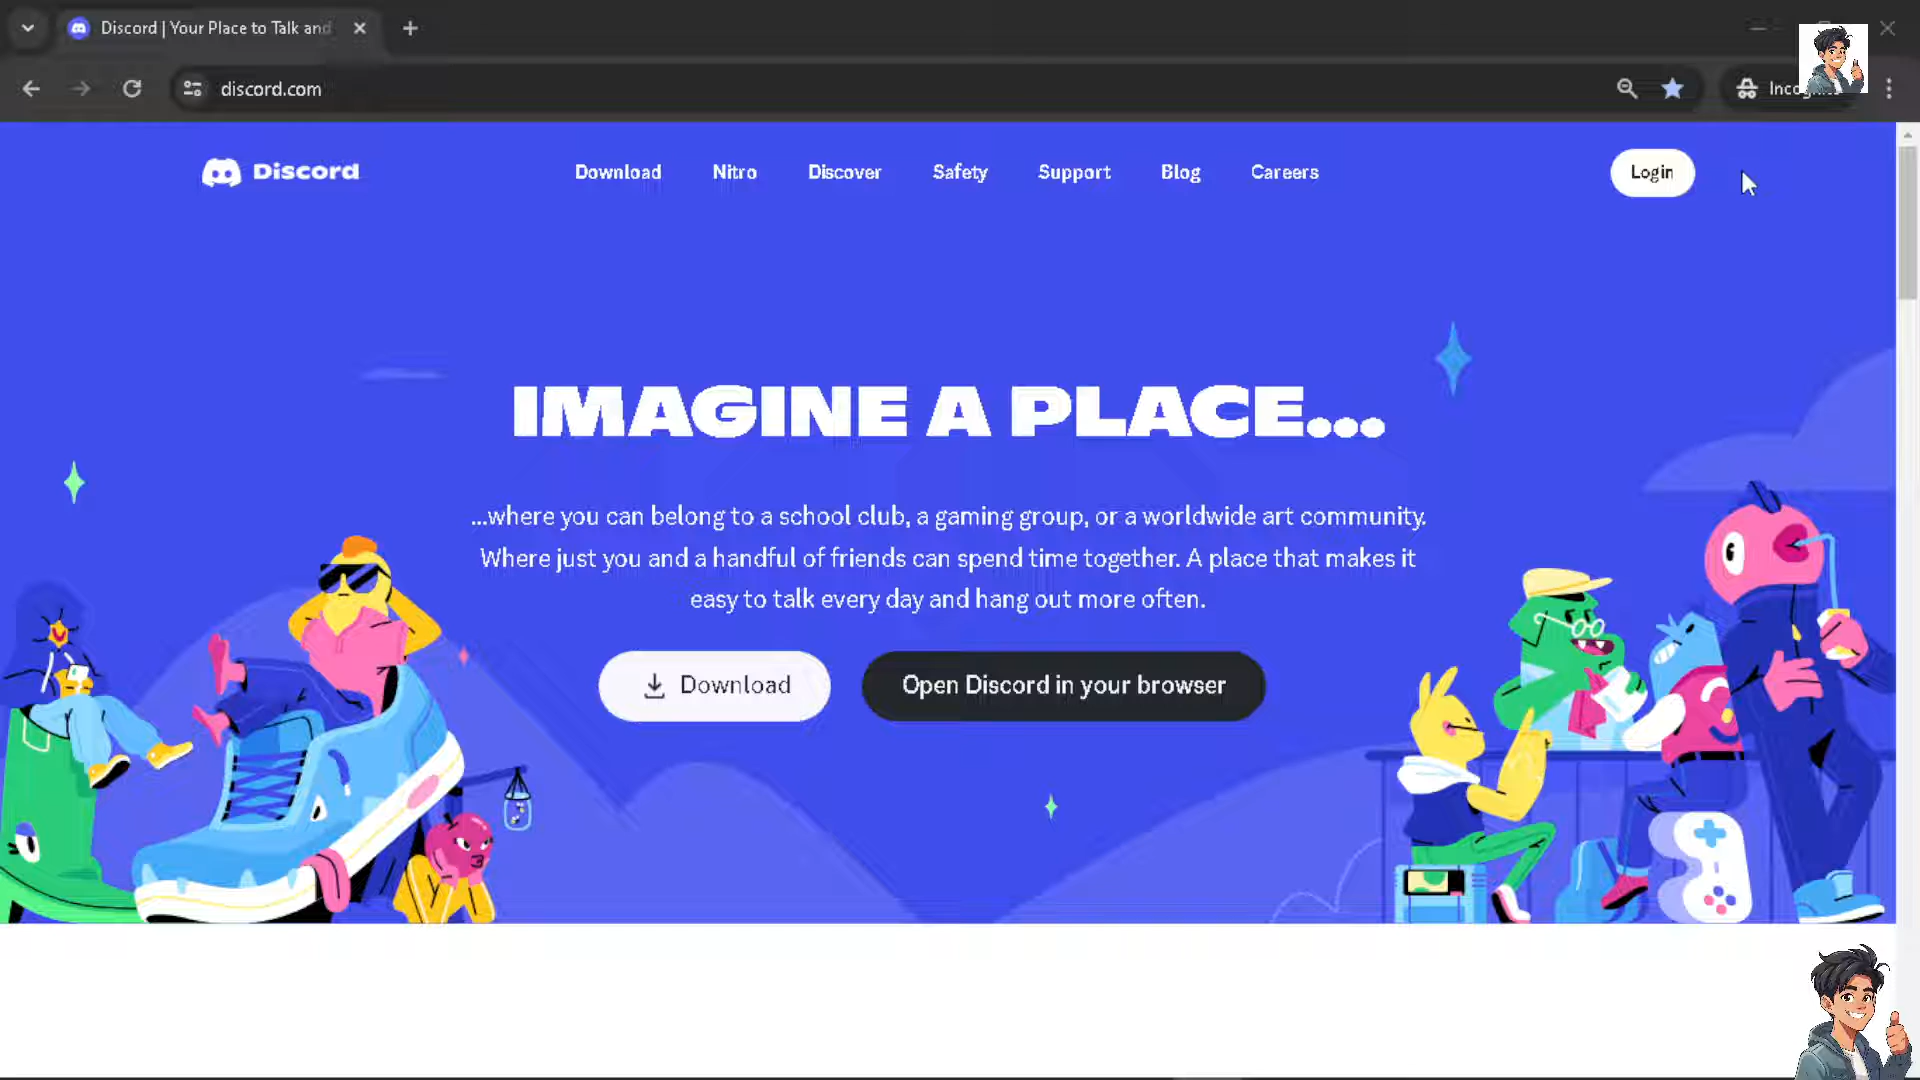 Discord | Your Place to Talk and
discord.com
Discord
Download
Nitro
Discover
Safety
Support
Blog
Careers
Login
IMAGINE A PLACE...
...where you can belong to a school club, a gaming group, or a worldwide art community.
Where just you and a handful of friends can spend time together. A place that makes it
easy to talk every day and hang out more often.
Download
Open Discord in your browser